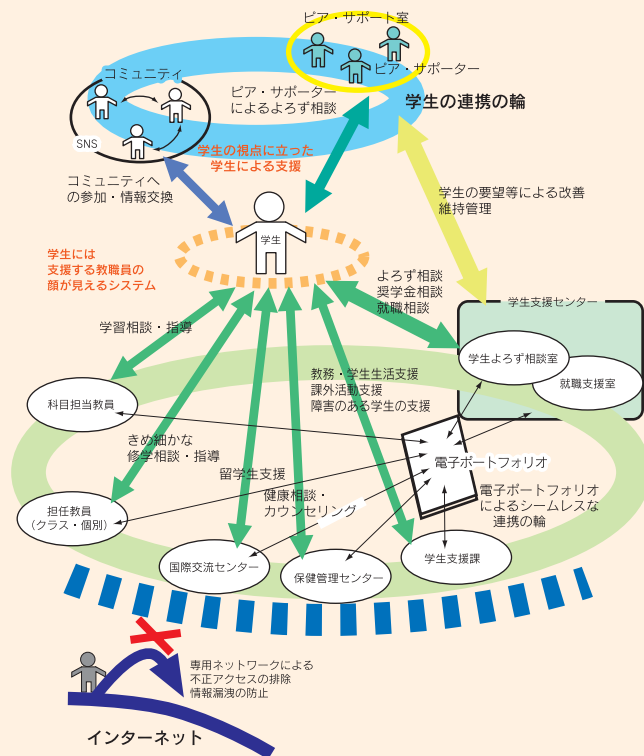 ピア・サポート室
ピア・サポーター
コミュニティ
SNS
ピア・サポーター
によるよろず相談
学生の連携の輪
学生の視点に立った
学生による支援
コミュニティへ
の参加・情報交換
学生の要望等による改善
維持管理
学生
学生には
支援する教職員の
顔が見えるシステム
よろず相談
奨学金相談
就職相談
学生支援センター
学習相談・指導
学生よろず相談室
就職支援室
教務・学生生活支援
課外活動支援
障害のある学生の支援
科目担当教員
きめ細かな
修学相談・指導
電子ポートフォリオ
留学生支援
健康相談・
カウンセリング
電子ポートフォリオ
によるシームレスな
連携の輪
担任教員
（クラス・個別）
国際交流センター
保健管理センター
学生支援課
専用ネットワークによる
不正アクセスの排除
情報漏洩の防止
インターネット